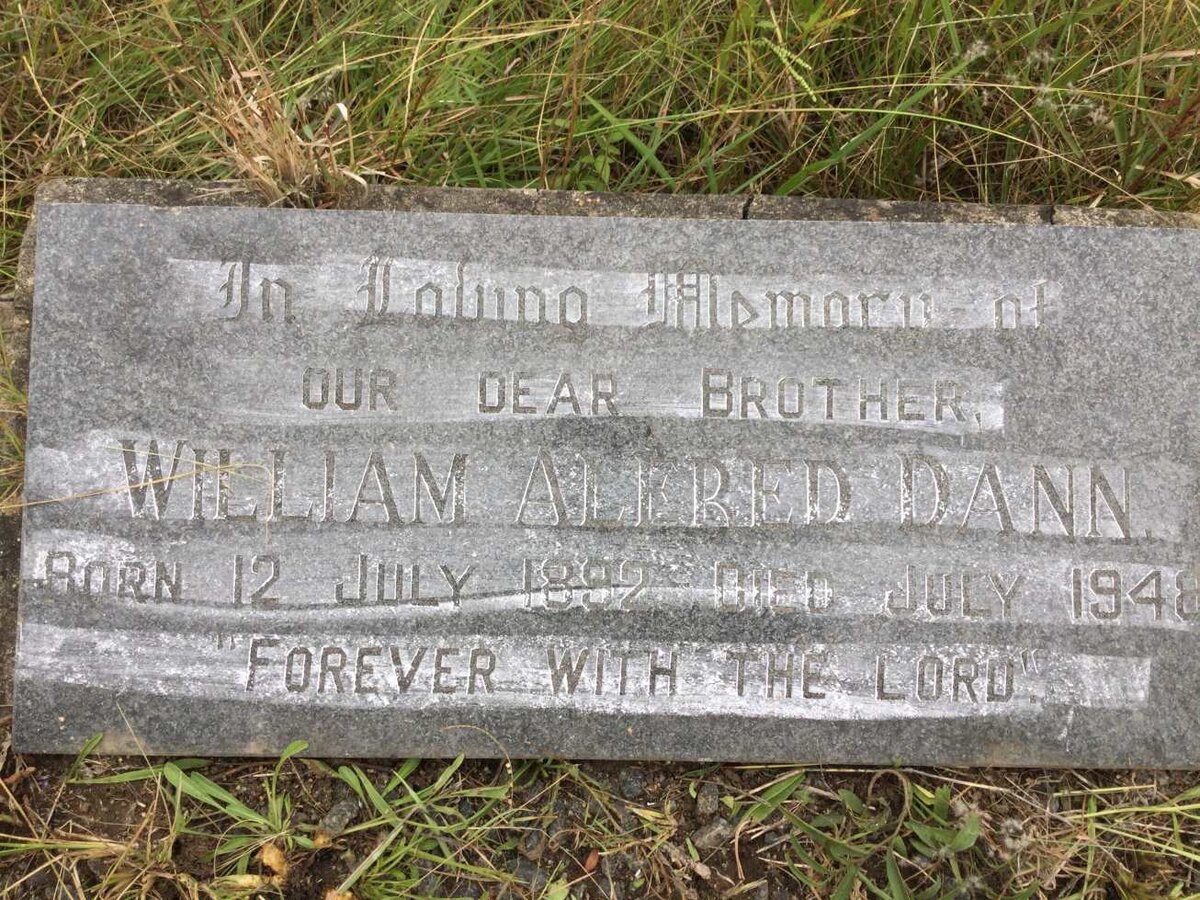 In Loving Memory of
OUR DEAR BROTHER,
WILLIAM ALFRED DANN.
BORN 12 JULY 1892 DIED JULY 1948
"FOREVER WITH THE LORD".